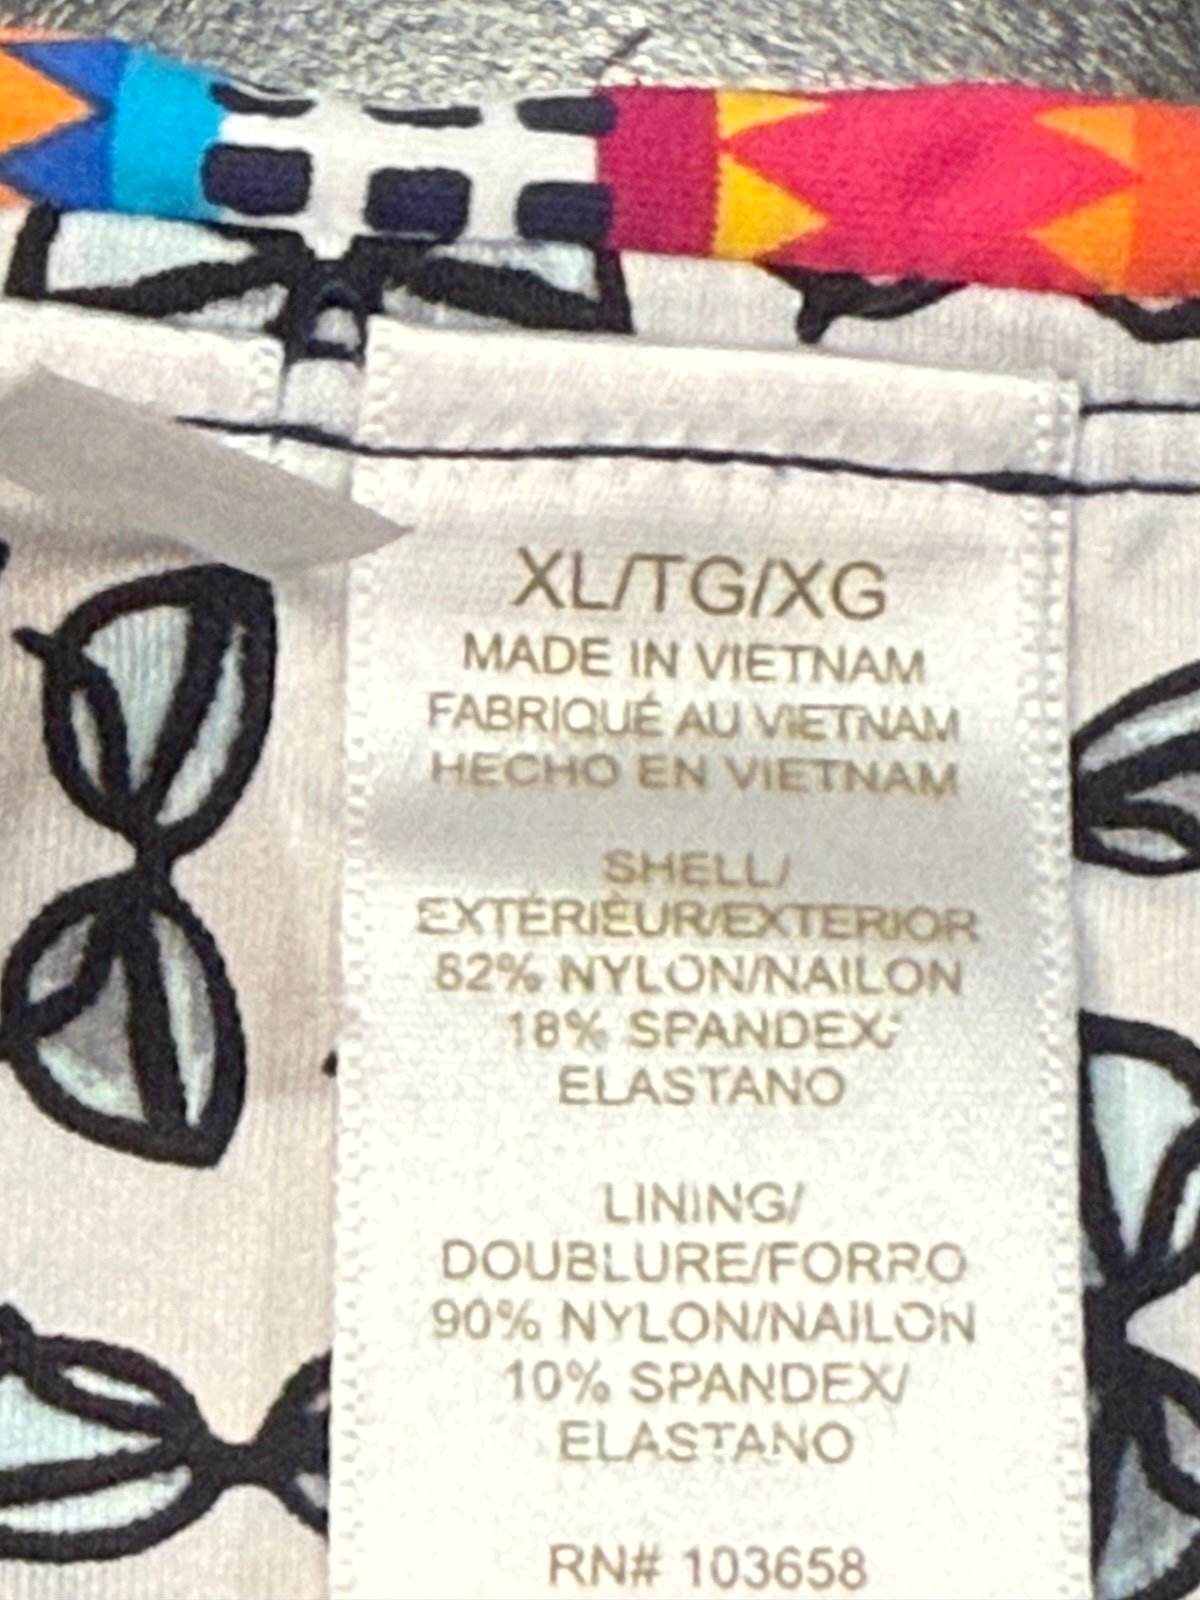 XL/TG/XG
MADE IN VIETNAM
FABRIQUÉ AU VIETNAM
HECHO EN VIETNAM
SHELL/
EXTÉRIEUR/EXTERIOR
82% NYLON/NAILON
18% SPANDEX/
ELASTANO
LINING/
DOUBLURE/FORRO
90% NYLON/NAILON
10% SPANDEX/
ELASTANO
RN# 103658